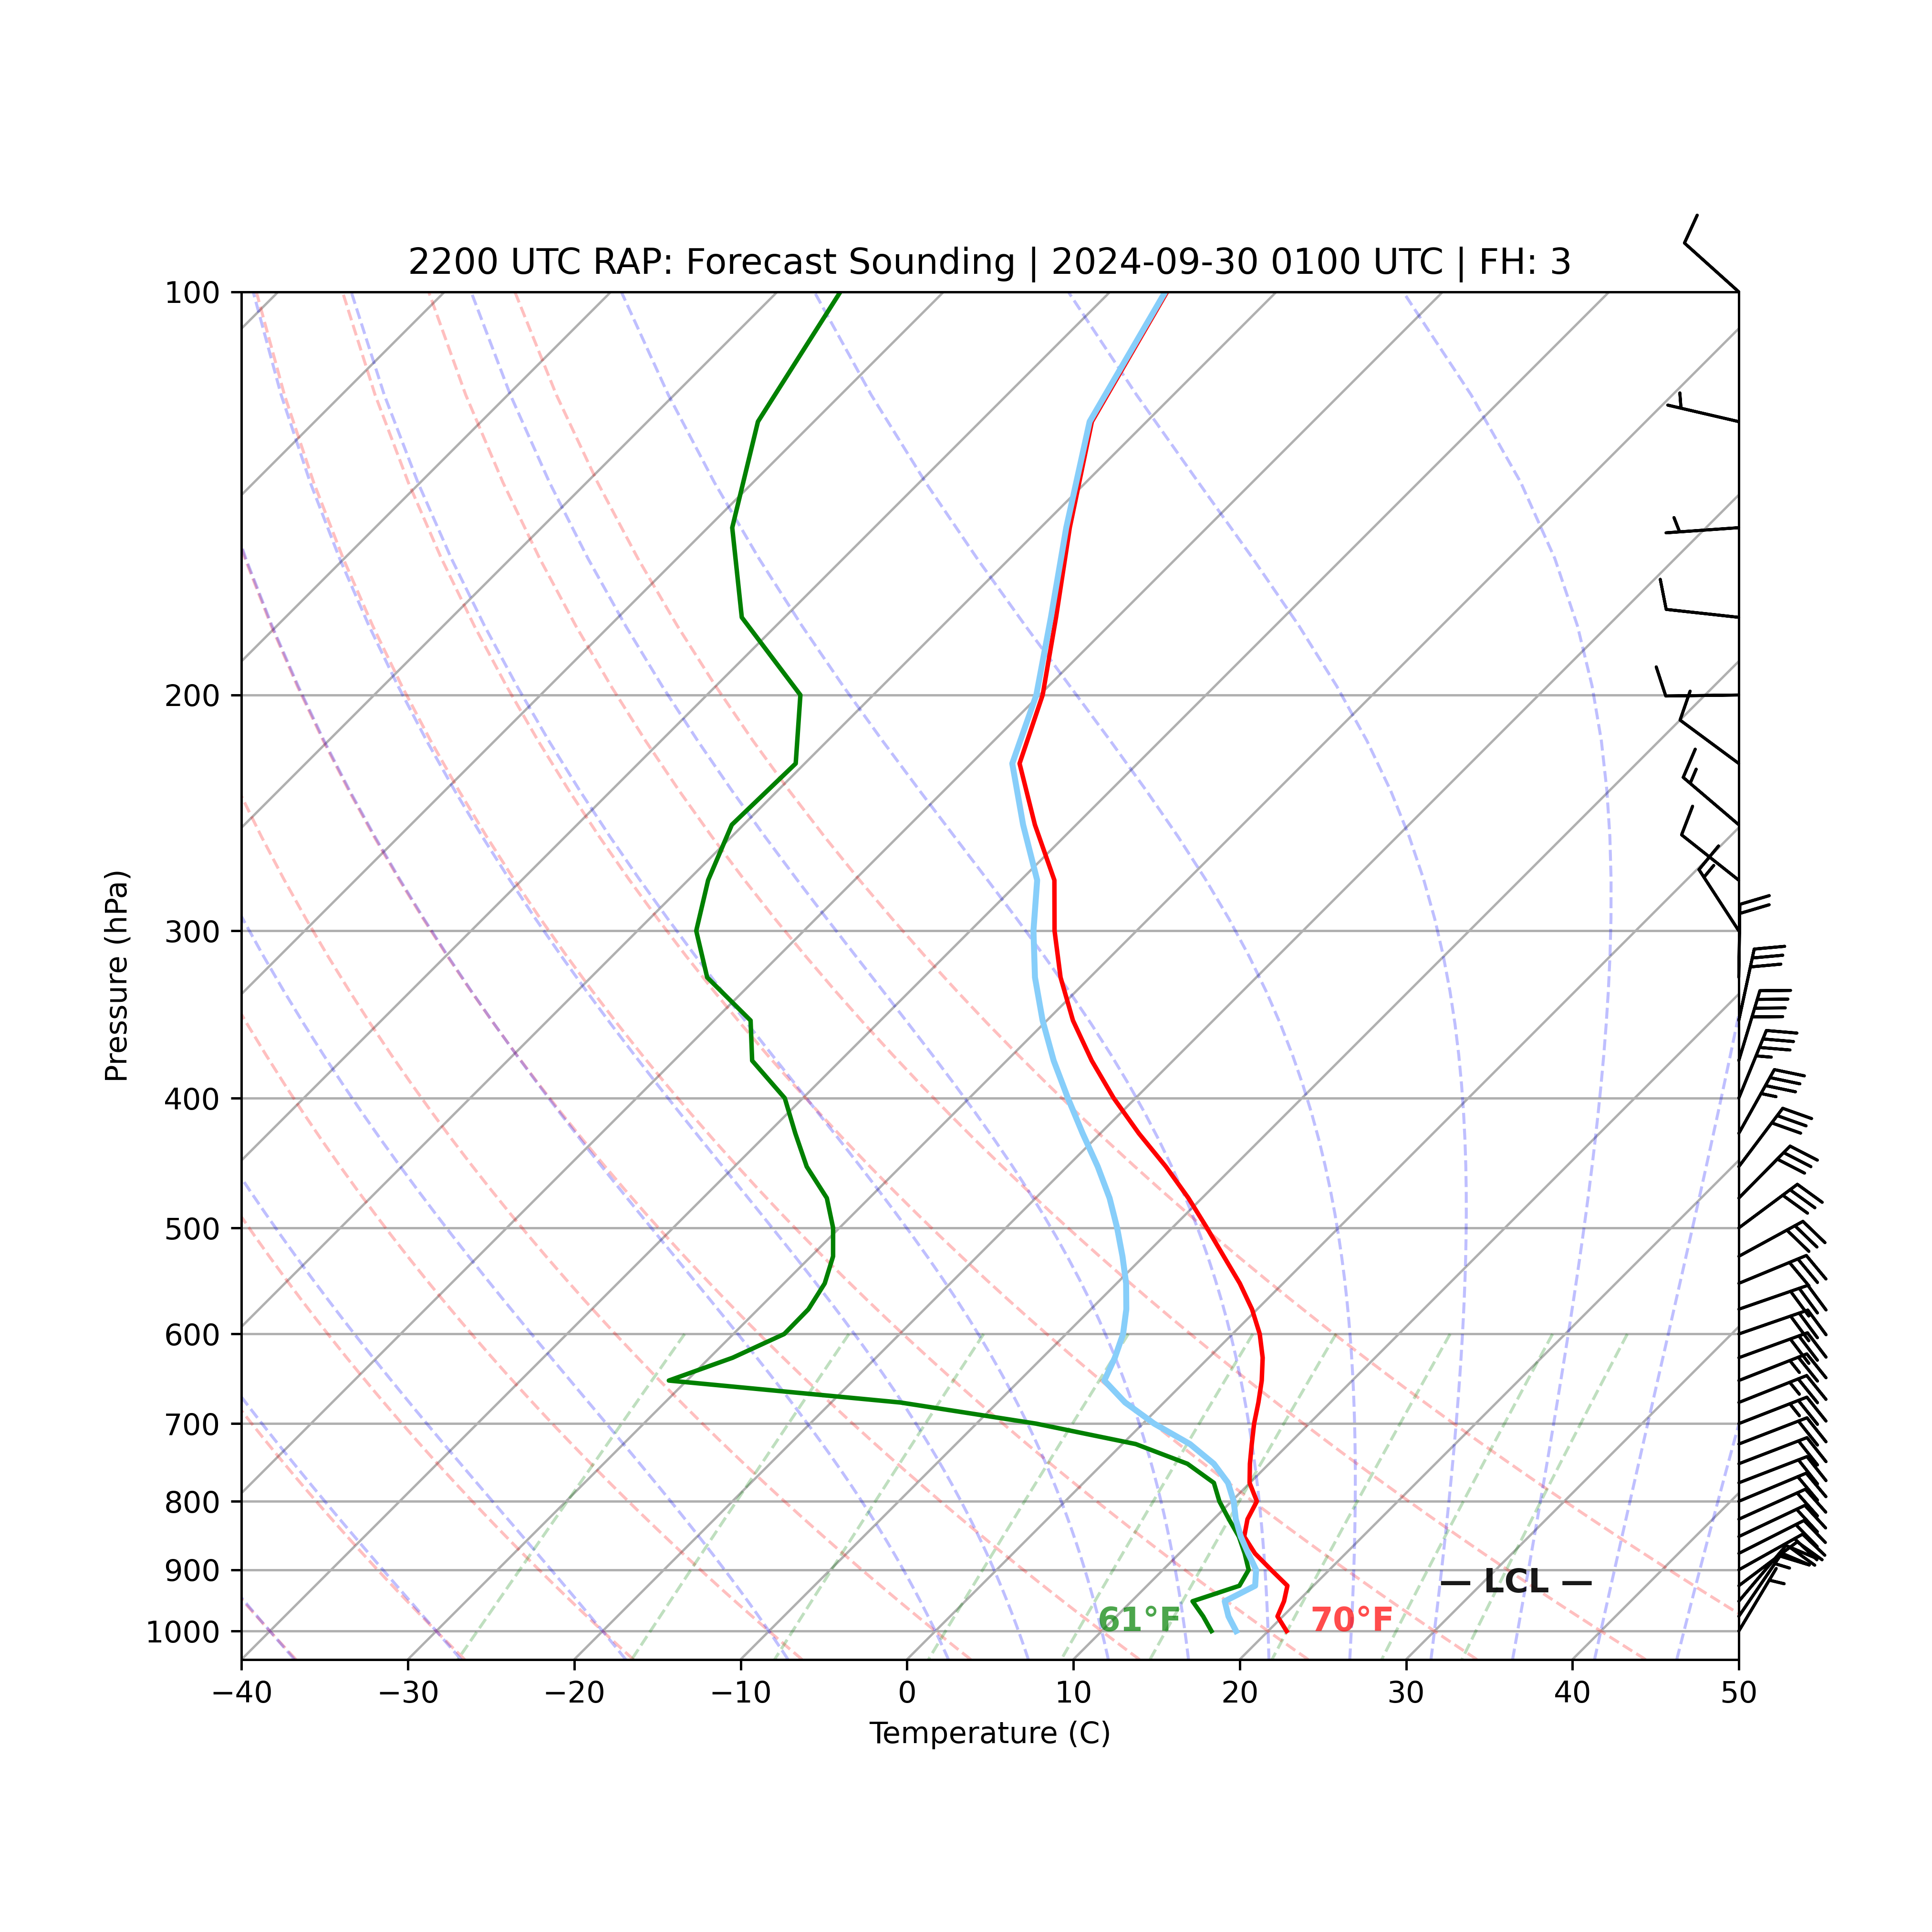 2200 UTC RAP: Forecast Sounding | 2024-09-30 0100 UTC | FH: 3
100
200
300
400
500
600
700
800
900
1000
Pressure (hPa)
— LCL —
61°F
70°F
−40 −30 −20 −10 0 10 20 30 40 50
Temperature (C)